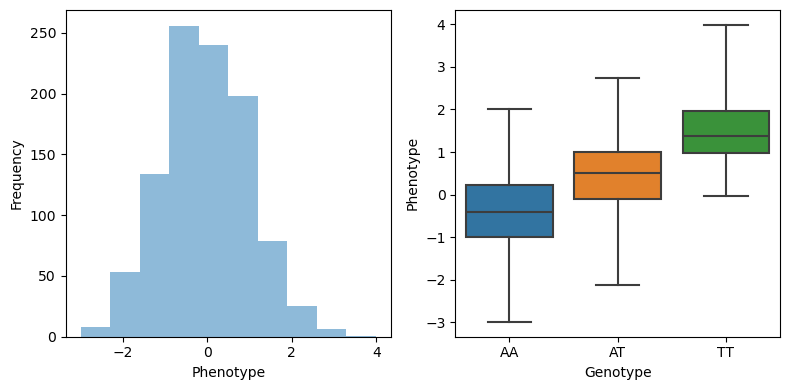 Frequency
250
200
150
100
50
0
−2
0
2
4
Phenotype
Phenotype
4
3
2
1
0
−1
−2
−3
AA
AT
TT
Genotype